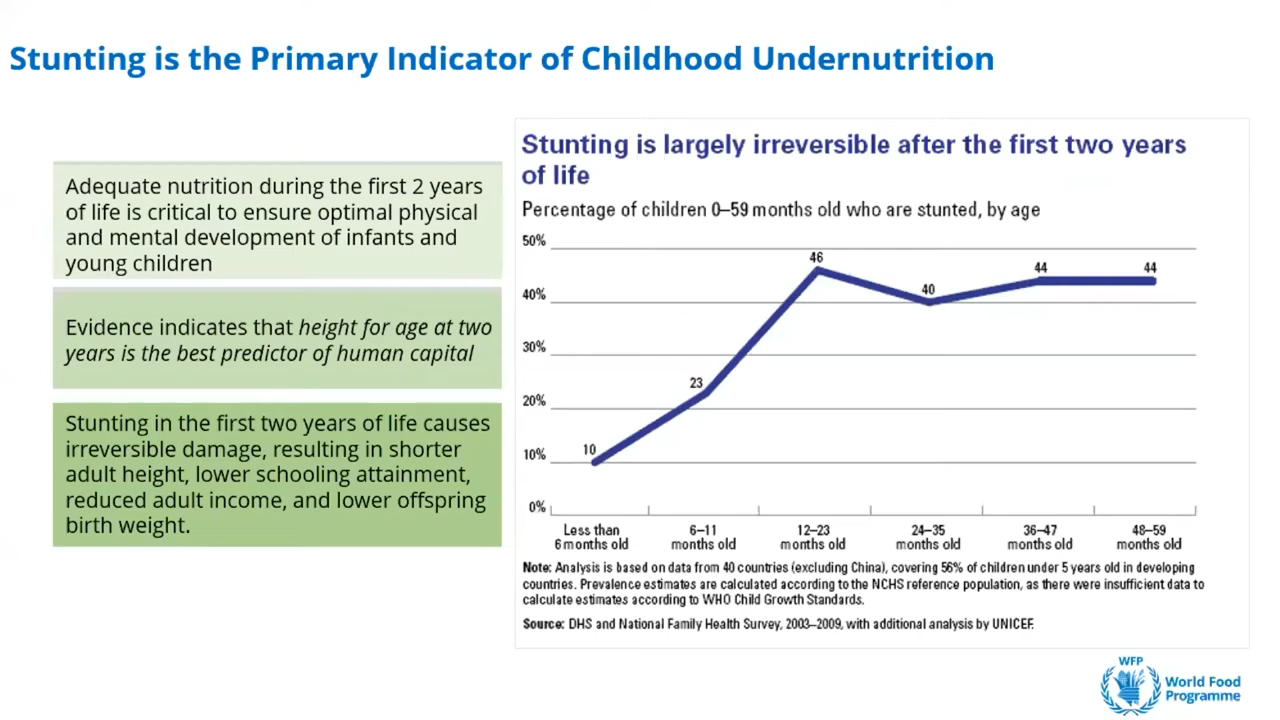 Stunting is the Primary Indicator of Childhood Undernutrition
Adequate nutrition during the first 2 years
of life is critical to ensure optimal physical
and mental development of infants and
young children
Evidence indicates that height for age at two
years is the best predictor of human capital
Stunting in the first two years of life causes
irreversible damage, resulting in shorter
adult height, lower schooling attainment,
reduced adult income, and lower offspring
birth weight.
Stunting is largely irreversible after the first two years
of life
Percentage of children 0–59 months old who are stunted, by age
50%
40%
30%
20%
10%
0%
10
23
46
40
44
44
Less than
6 months old
6–11
months old
12–23
months old
24–35
months old
36–47
months old
48–59
months old
Note: Analysis is based on data from 40 countries (excluding China), covering 56% of children under 5 years old in developing
countries. Prevalence estimates are calculated according to the NCHS reference population, as there were insufficient data to
calculate estimates according to WHO Child Growth Standards.
Source: DHS and National Family Health Survey, 2003–2009, with additional analysis by UNICEF.
WFP
World Food
Programme